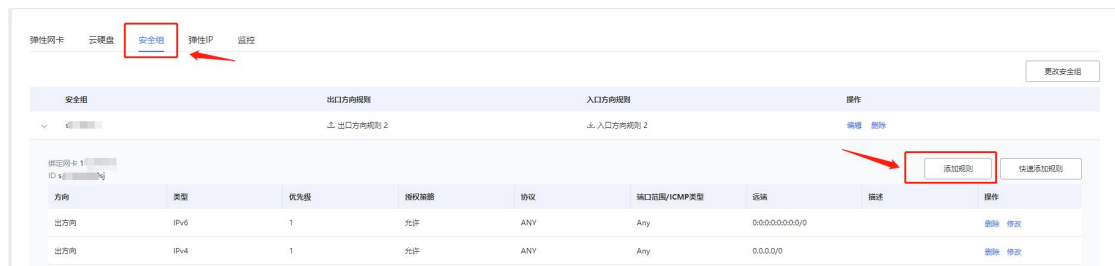 弹性网卡 云硬盘 安全组 弹性IP 监控
更改安全组
安全组 出口方向规则 入口方向规则 操作
s 出口方向规则 2 入口方向规则 2 编辑 删除
绑定网卡 1
添加规则 快速添加规则
ID s sj
方向 类型 优先级 授权策略 协议 端口范围/ICMP类型 远端 描述 操作
出方向 IPv6 1 允许 ANY Any 0:0:0:0:0:0:0:0/0 删除 修改
出方向 IPv4 1 允许 ANY Any 0.0.0.0/0 删除 修改